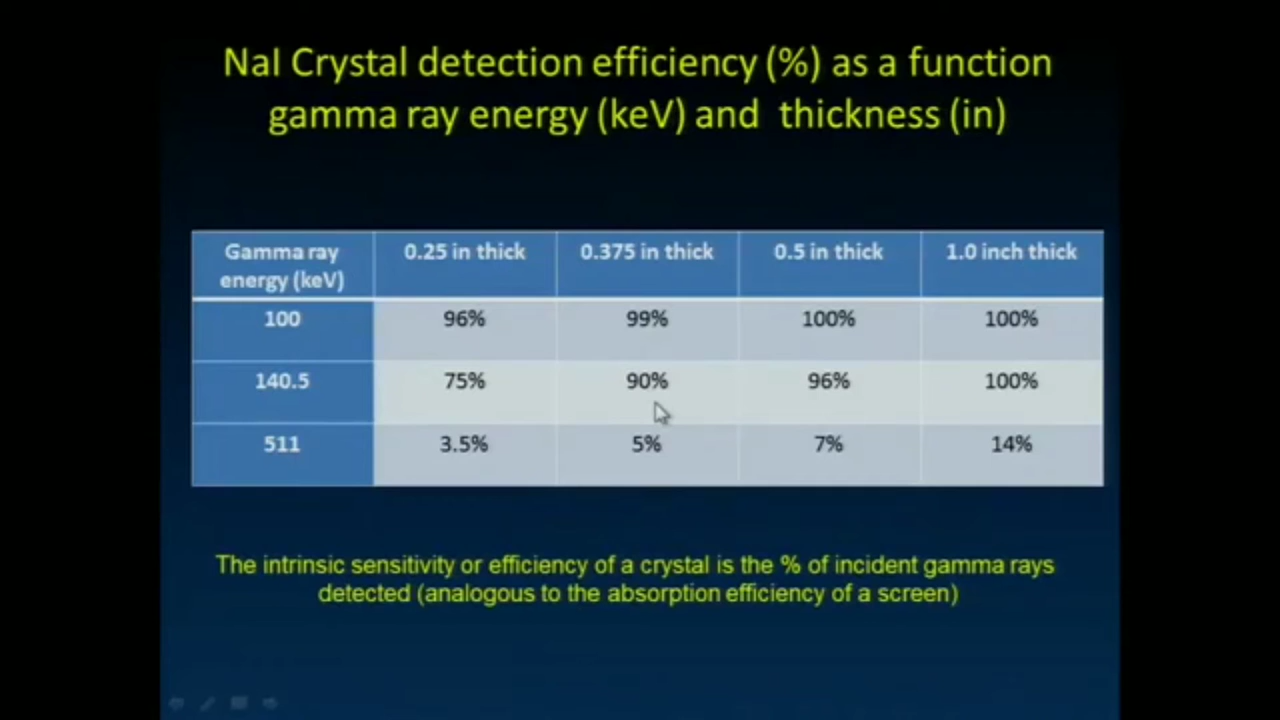 NaI Crystal detection efficiency (%) as a function
gamma ray energy (keV) and thickness (in)
Gamma ray energy (keV) 0.25 in thick 0.375 in thick 0.5 in thick 1.0 inch thick
100 96% 99% 100% 100%
140.5 75% 90% 96% 100%
511 3.5% 5% 7% 14%
The intrinsic sensitivity or efficiency of a crystal is the % of incident gamma rays
detected (analogous to the absorption efficiency of a screen)